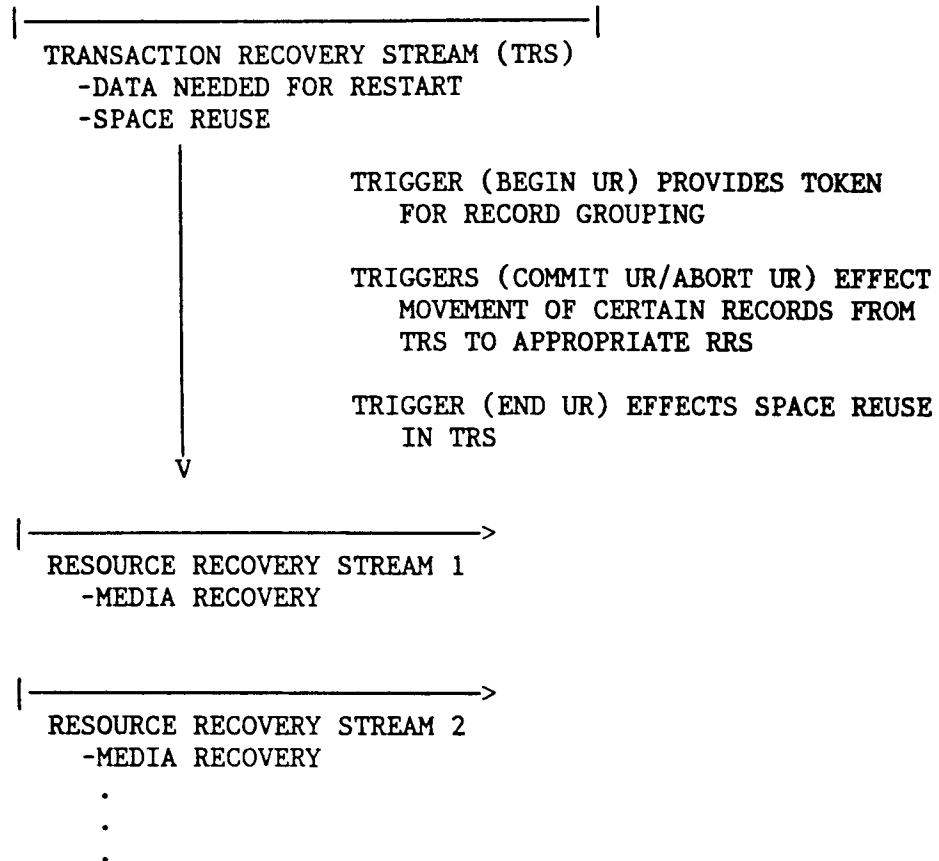 TRANSACTION RECOVERY STREAM (TRS)
-DATA NEEDED FOR RESTART
-SPACE REUSE
TRIGGER (BEGIN UR) PROVIDES TOKEN
FOR RECORD GROUPING
TRIGGERS (COMMIT UR/ABORT UR) EFFECT
MOVEMENT OF CERTAIN RECORDS FROM
TRS TO APPROPRIATE RRS
TRIGGER (END UR) EFFECTS SPACE REUSE
IN TRS
RESOURCE RECOVERY STREAM 1
-MEDIA RECOVERY
RESOURCE RECOVERY STREAM 2
-MEDIA RECOVERY
.
.
.